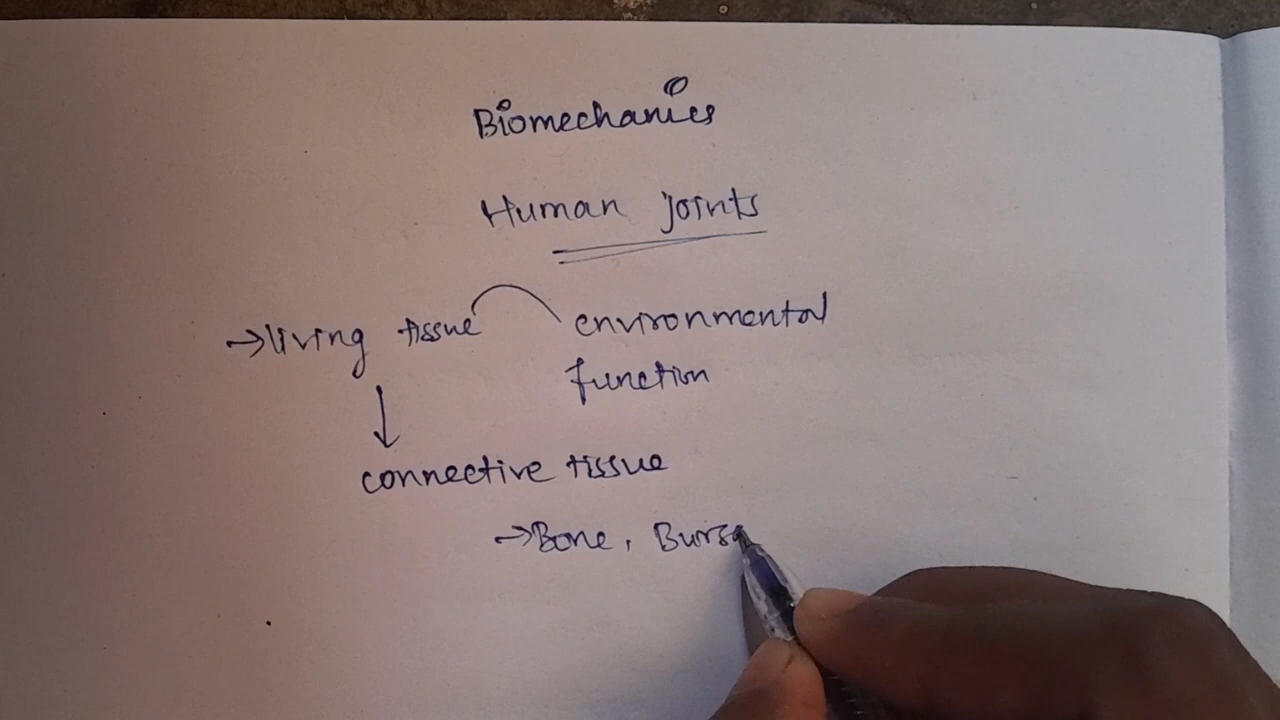 Biomechanics
Human joints
→living tissue environmental
function
connective tissue
→Bone, Bursa